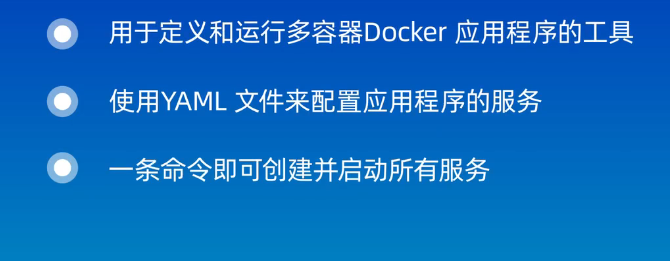 用于定义和运行多容器Docker 应用程序的工具
使用YAML 文件来配置应用程序的服务
一条命令即可创建并启动所有服务